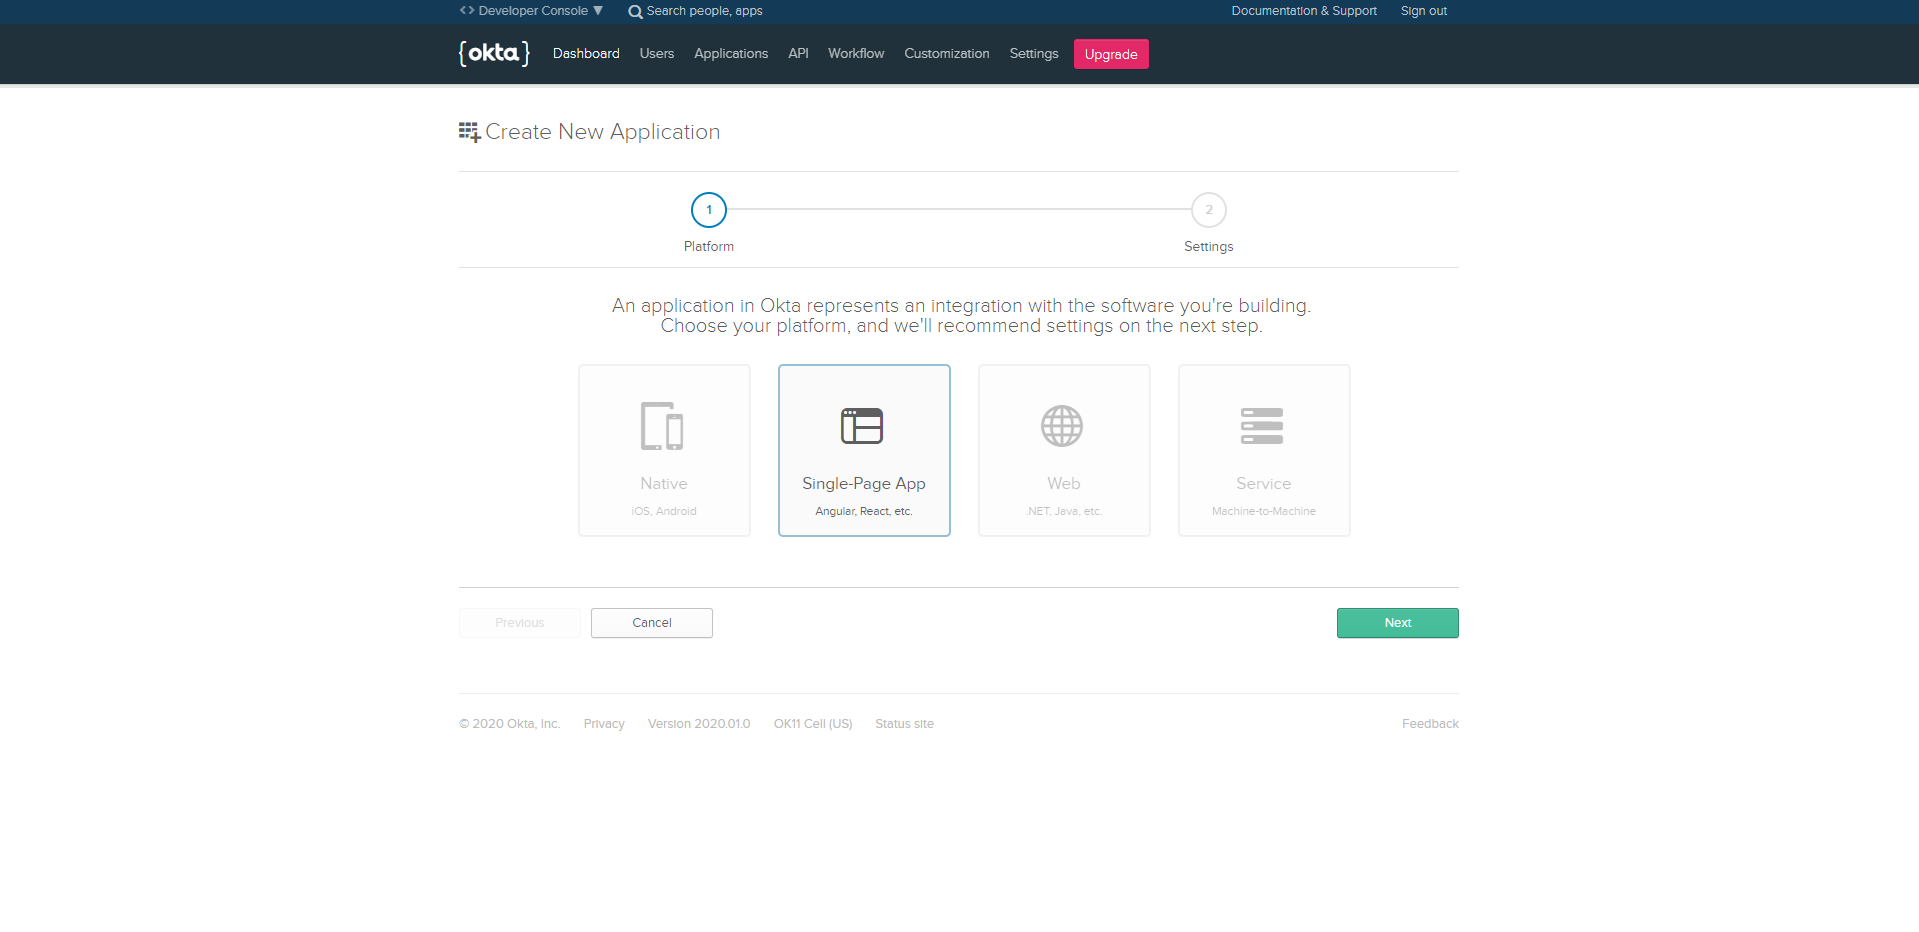 <> Developer Console ▼ Search people, apps Documentation & Support Sign out
{okta} Dashboard Users Applications API Workflow Customization Settings Upgrade
Create New Application
1 2
Platform Settings
An application in Okta represents an integration with the software you're building.
Choose your platform, and we'll recommend settings on the next step.
Native Single-Page App Web Service
iOS, Android Angular, React, etc. .NET, Java, etc. Machine-to-Machine
Previous Cancel Next
© 2020 Okta, Inc. Privacy Version 2020.01.0 OK11 Cell (US) Status site Feedback